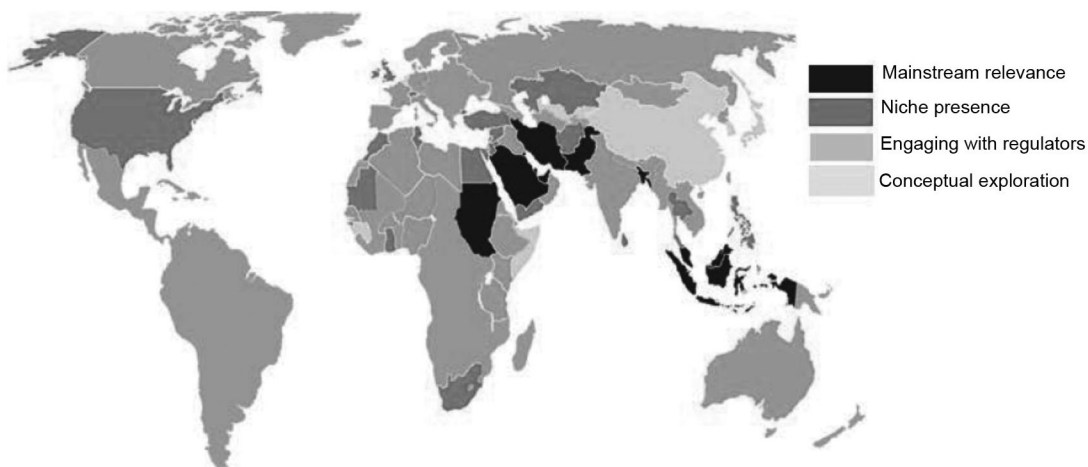 Mainstream relevance
Niche presence
Engaging with regulators
Conceptual exploration